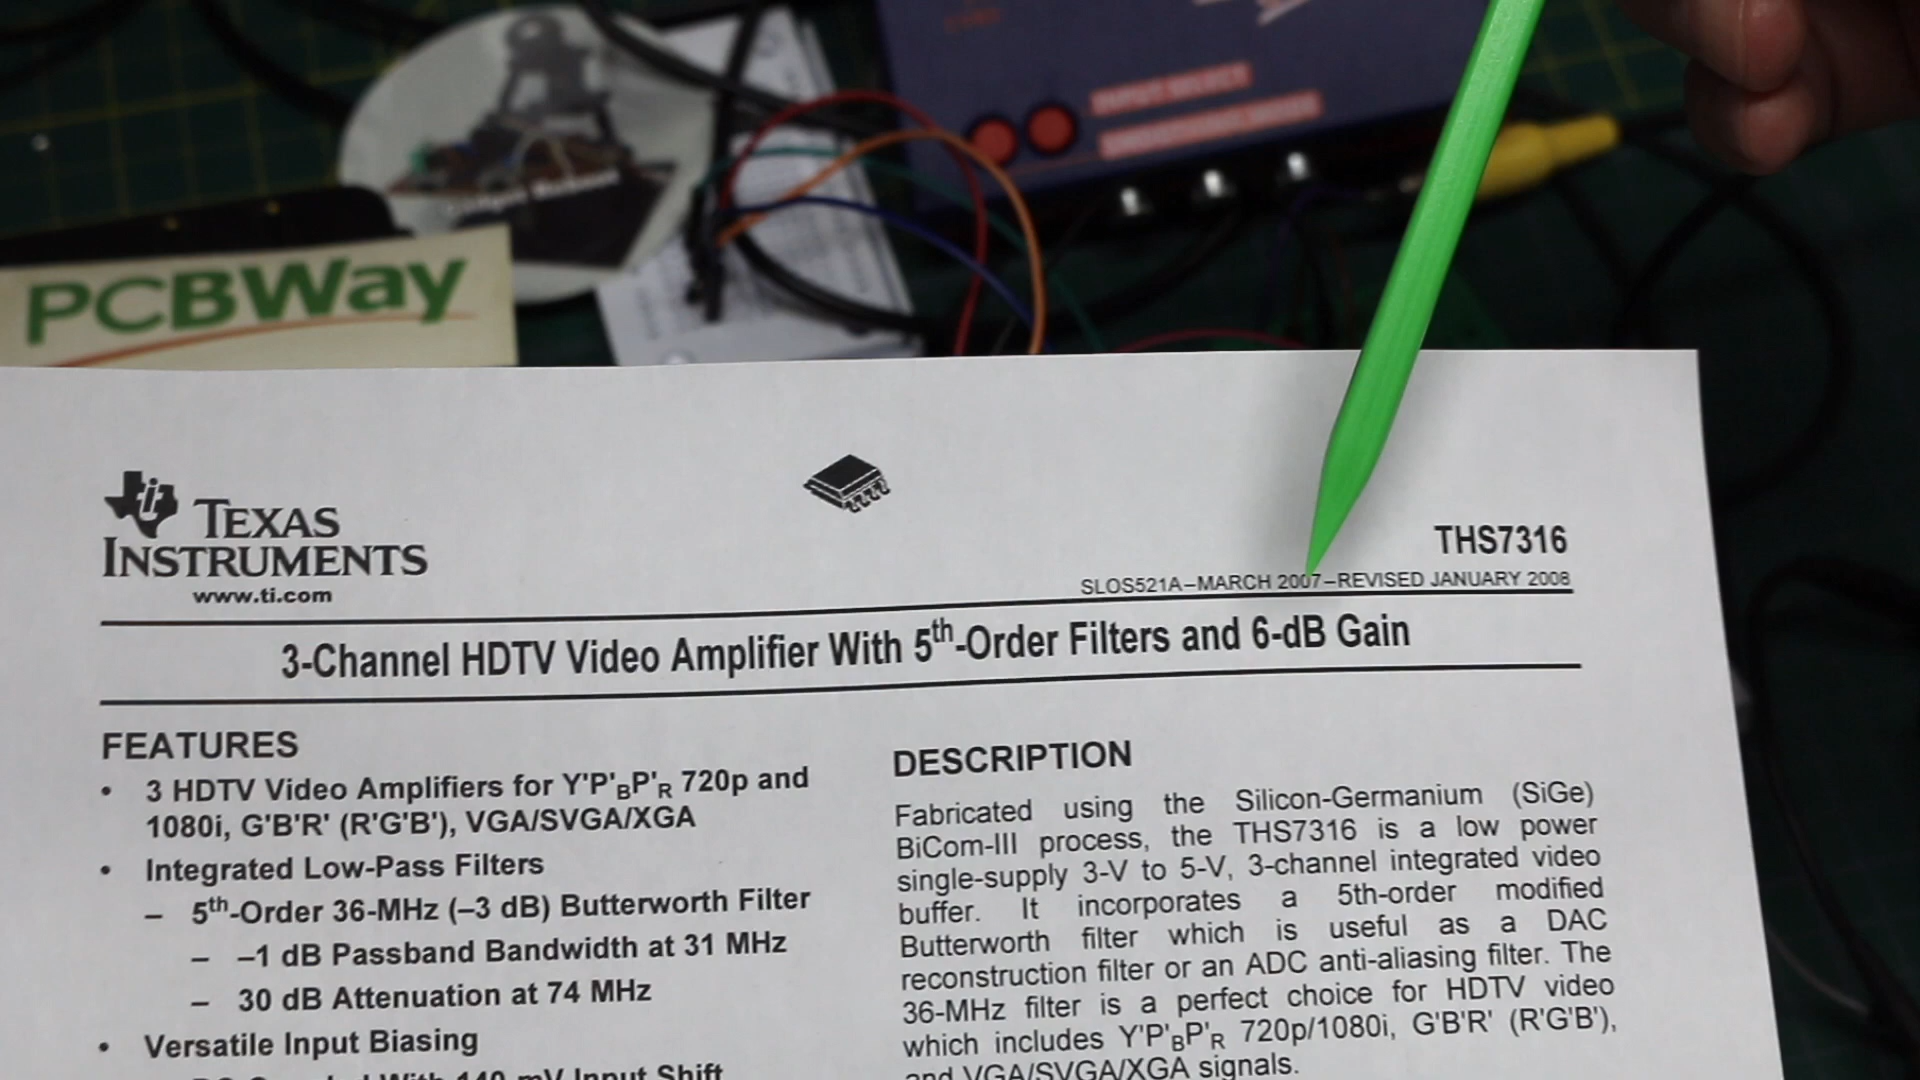 PCBWay
TEXAS
INSTRUMENTS
www.ti.com
THS7316
SLOS521A–MARCH 2007–REVISED JANUARY 2008
3-Channel HDTV Video Amplifier With 5th-Order Filters and 6-dB Gain
FEATURES
• 3 HDTV Video Amplifiers for Y'P'BP'R 720p and
1080i, G'B'R' (R'G'B'), VGA/SVGA/XGA
• Integrated Low-Pass Filters
– 5th-Order 36-MHz (–3 dB) Butterworth Filter
– –1 dB Passband Bandwidth at 31 MHz
– 30 dB Attenuation at 74 MHz
• Versatile Input Biasing
140 mV Input Shift
DESCRIPTION
Fabricated using the Silicon-Germanium (SiGe)
BiCom-III process, the THS7316 is a low power
single-supply 3-V to 5-V, 3-channel integrated video
buffer. It incorporates a 5th-order modified
Butterworth filter which is useful as a DAC
reconstruction filter or an ADC anti-aliasing filter. The
36-MHz filter is a perfect choice for HDTV video
which includes Y'P'BP'R 720p/1080i, G'B'R' (R'G'B'),
and VGA/SVGA/XGA signals.